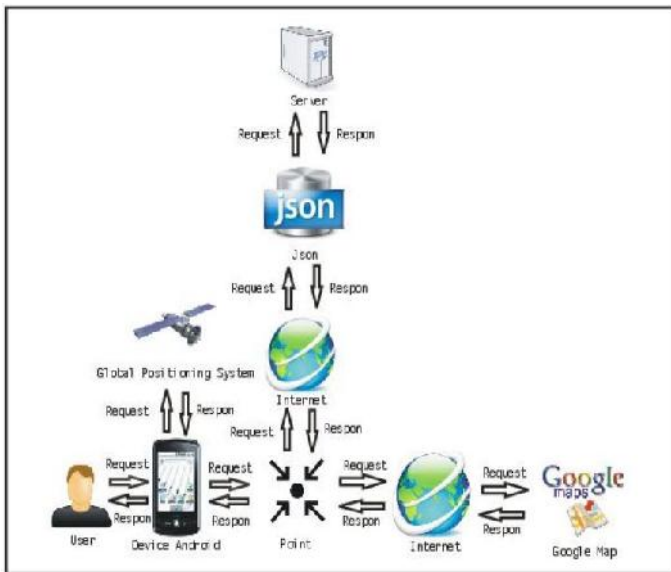 Server
Request Respon
json
Json
Request Respon
Global Positioning System
Internet
Request Respon
Request Respon
Request Request Request Request
Google
maps
Respon Respon Respon Respon
User Device Android Point Internet Google Map